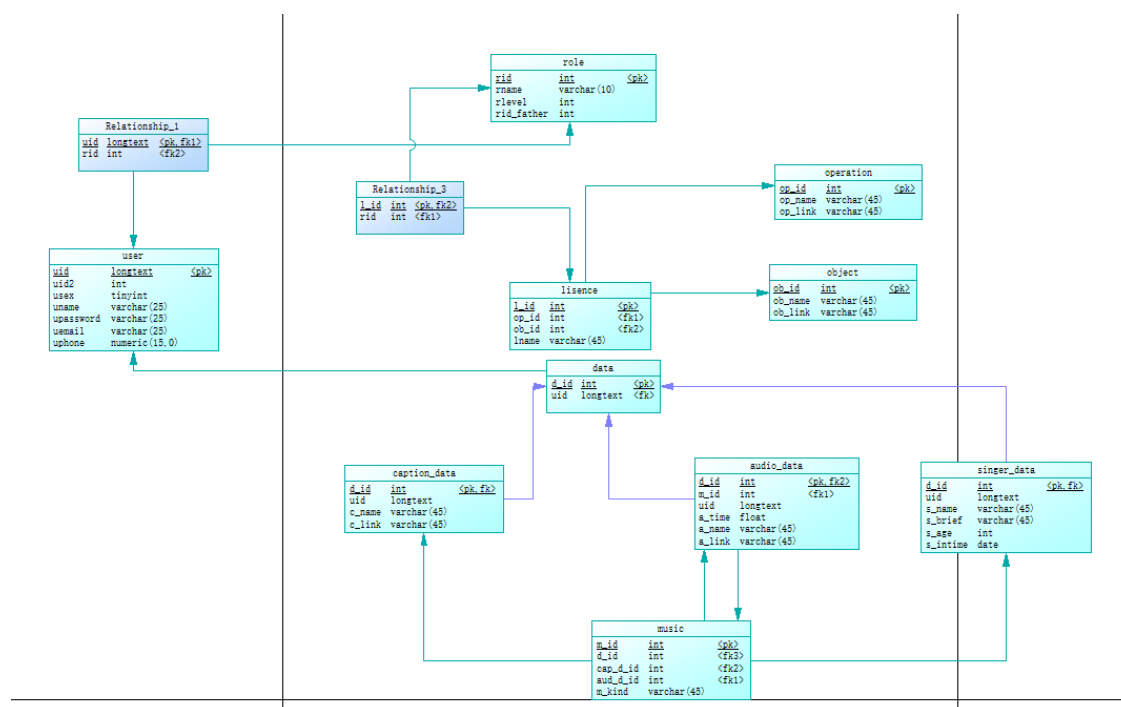 role
rid int <pk>
rname varchar(10)
rlevel int
rid_father int
Relationship_1
uid longtext <pk,fk1>
rid int <fk2>
Relationship_3
l_id int <pk,fk2>
rid int <fk1>
operation
op_id int <pk>
op_name varchar(45)
op_link varchar(45)
user
uid longtext <pk>
uid2 int
usex tinyint
uname varchar(25)
upassword varchar(25)
uemail varchar(25)
uphone numeric(15,0)
object
ob_id int <pk>
ob_name varchar(45)
ob_link varchar(45)
lisence
l_id int <pk>
op_id int <fk1>
ob_id int <fk2>
lname varchar(45)
data
d_id int <pk>
uid longtext <fk>
caption_data
d_id int <pk,fk>
uid longtext
c_name varchar(45)
c_link varchar(45)
audio_data
d_id int <pk,fk2>
m_id int <fk1>
uid longtext
a_time float
a_name varchar(45)
a_link varchar(45)
singer_data
d_id int <pk,fk>
uid longtext
s_name varchar(45)
s_brief varchar(45)
s_age int
s_intime date
music
m_id int <pk>
d_id int <fk3>
cap_d_id int <fk2>
aud_d_id int <fk1>
m_kind varchar(45)